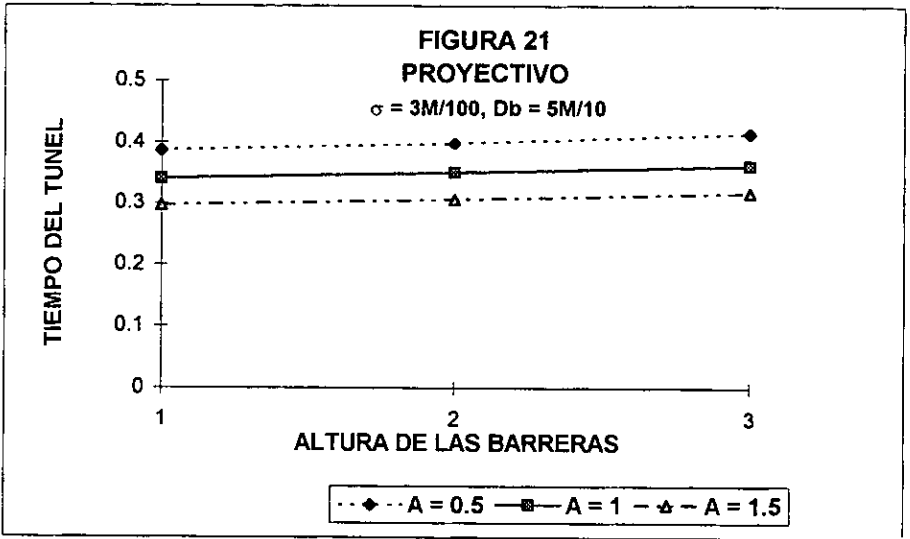 FIGURA 21
PROYECTIVO
σ = 3M/100, Db = 5M/10
TIEMPO DEL TUNEL
0.5
0.4
0.3
0.2
0.1
0
1
2
3
ALTURA DE LAS BARRERAS
A = 0.5
A = 1
A = 1.5